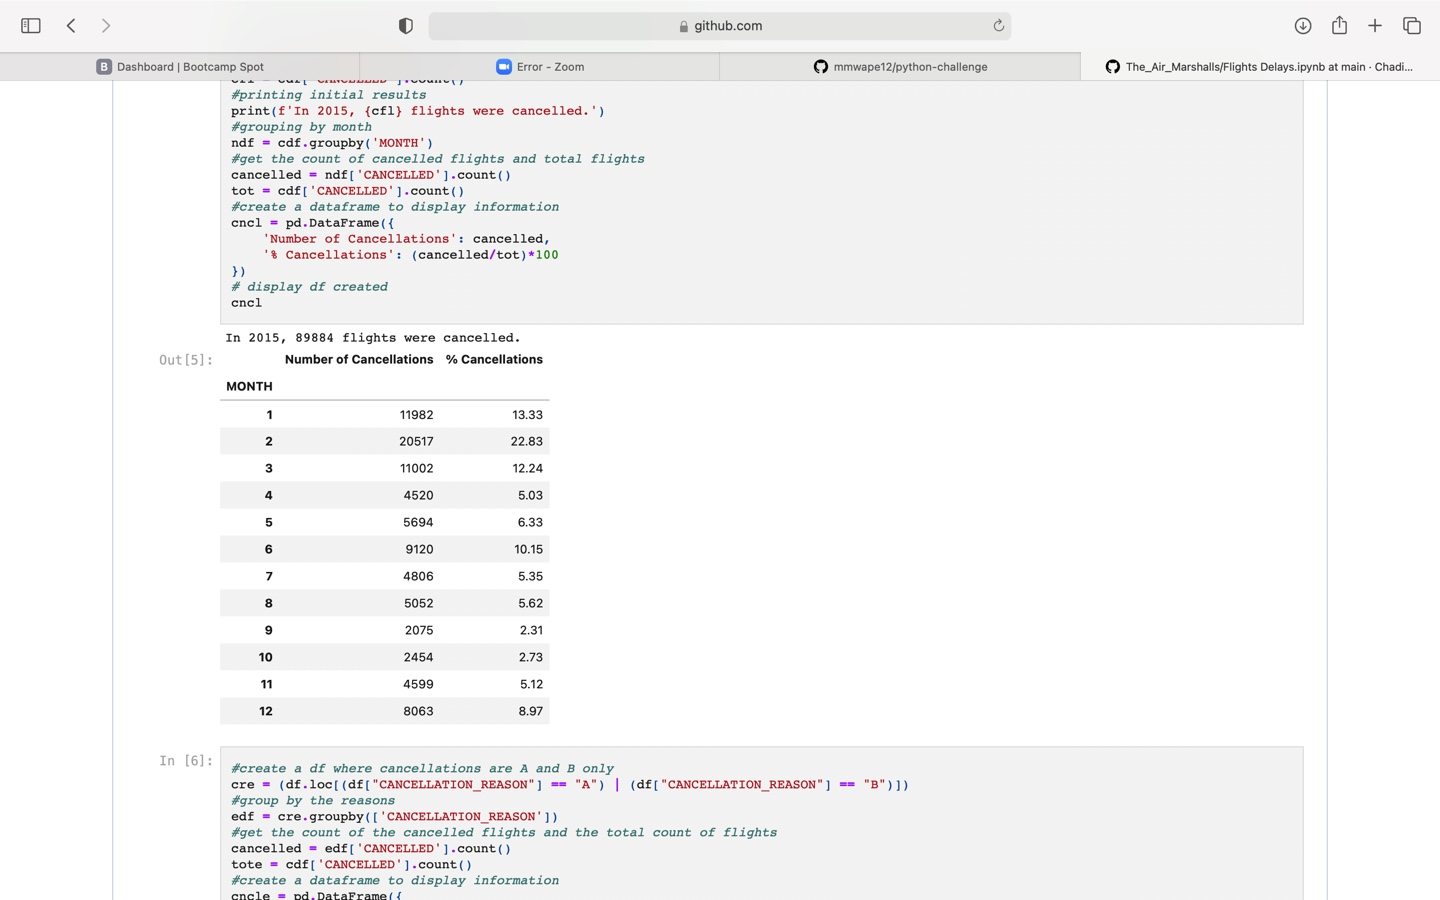 github.com
Dashboard | Bootcamp Spot
Error - Zoom
mmwape12/python-challenge
The_Air_Marshalls/Flights Delays.ipynb at main · Chadi...
cfl = cdf['CANCELLED'].count()
#printing initial results
print(f'In 2015, {cfl} flights were cancelled.')
#grouping by month
ndf = cdf.groupby('MONTH')
#get the count of cancelled flights and total flights
cancelled = ndf['CANCELLED'].count()
tot = cdf['CANCELLED'].count()
#create a dataframe to display information
cncl = pd.DataFrame({
    'Number of Cancellations': cancelled,
    '% Cancellations': (cancelled/tot)*100
})
# display df created
cncl
In 2015, 89884 flights were cancelled.
Out[5]: Number of Cancellations % Cancellations
MONTH
1 11982 13.33
2 20517 22.83
3 11002 12.24
4 4520 5.03
5 5694 6.33
6 9120 10.15
7 4806 5.35
8 5052 5.62
9 2075 2.31
10 2454 2.73
11 4599 5.12
12 8063 8.97
In [6]: #create a df where cancellations are A and B only
cre = (df.loc[(df["CANCELLATION_REASON"] == "A") | (df["CANCELLATION_REASON"] == "B")])
#group by the reasons
edf = cre.groupby(['CANCELLATION_REASON'])
#get the count of the cancelled flights and the total count of flights
cancelled = edf['CANCELLED'].count()
tote = cdf['CANCELLED'].count()
#create a dataframe to display information
cncle = pd.DataFrame({